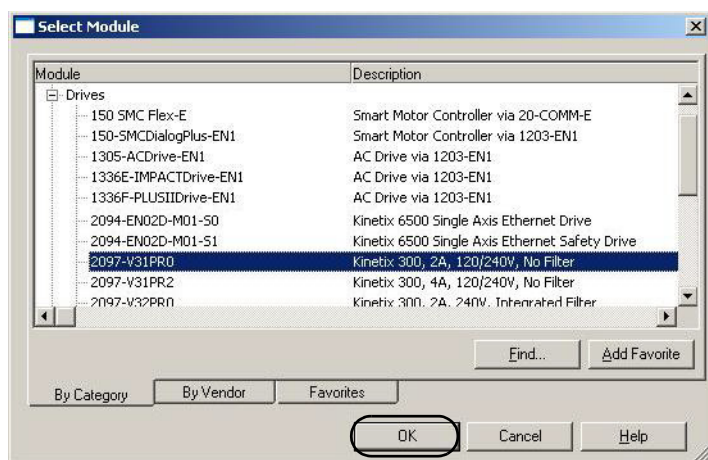 Select Module
Module Description
Drives
150 SMC Flex-E Smart Motor Controller via 20-COMM-E
150-SMCDialogPlus-EN1 Smart Motor Controller via 1203-EN1
1305-ACDrive-EN1 AC Drive via 1203-EN1
1336E-IMPACTDrive-EN1 AC Drive via 1203-EN1
1336F-PLUSIIDrive-EN1 AC Drive via 1203-EN1
2094-EN02D-M01-S0 Kinetix 6500 Single Axis Ethernet Drive
2094-EN02D-M01-S1 Kinetix 6500 Single Axis Ethernet Safety Drive
2097-V31PR0 Kinetix 300, 2A, 120/240V, No Filter
2097-V31PR2 Kinetix 300, 4A, 120/240V, No Filter
2097-V32PR0 Kinetix 300, 2A, 240V, Integrated Filter
Find... Add Favorite
By Category By Vendor Favorites
OK Cancel Help